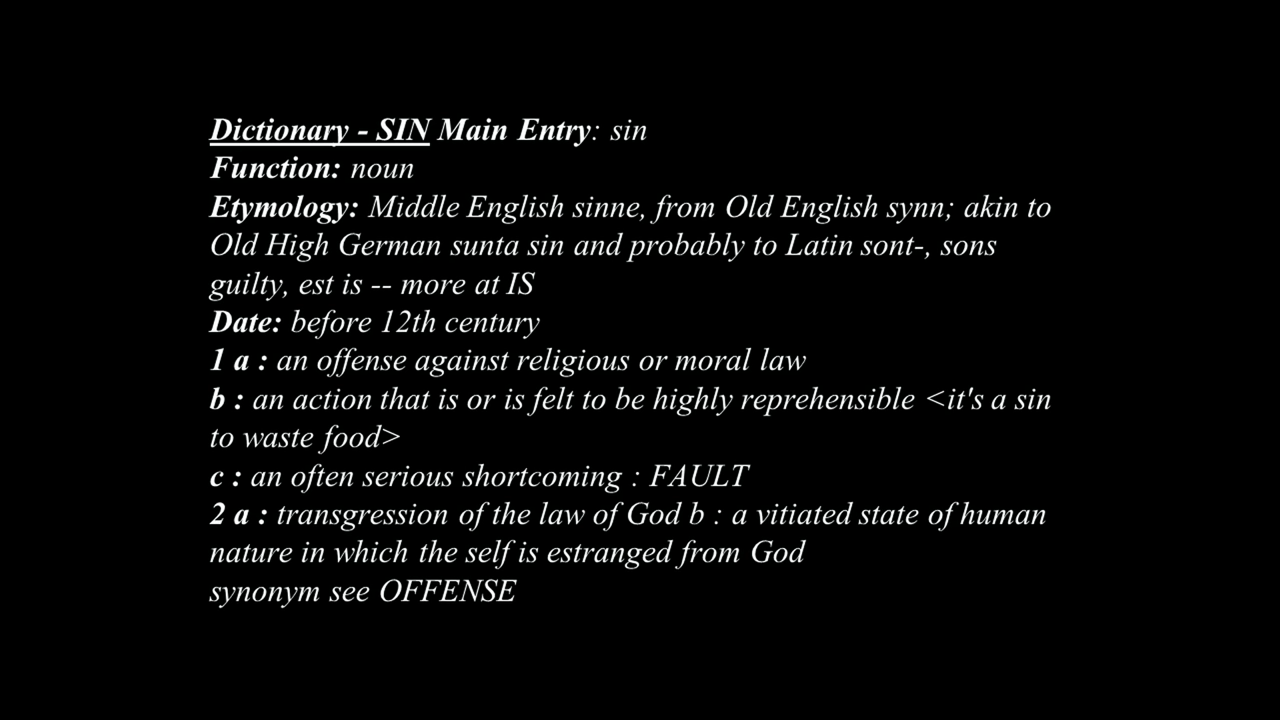 Dictionary - SIN Main Entry: sin
Function: noun
Etymology: Middle English sinne, from Old English synn; akin to
Old High German sunta sin and probably to Latin sont-, sons
guilty, est is -- more at IS
Date: before 12th century
1 a : an offense against religious or moral law
b : an action that is or is felt to be highly reprehensible <it's a sin
to waste food>
c : an often serious shortcoming : FAULT
2 a : transgression of the law of God b : a vitiated state of human
nature in which the self is estranged from God
synonym see OFFENSE